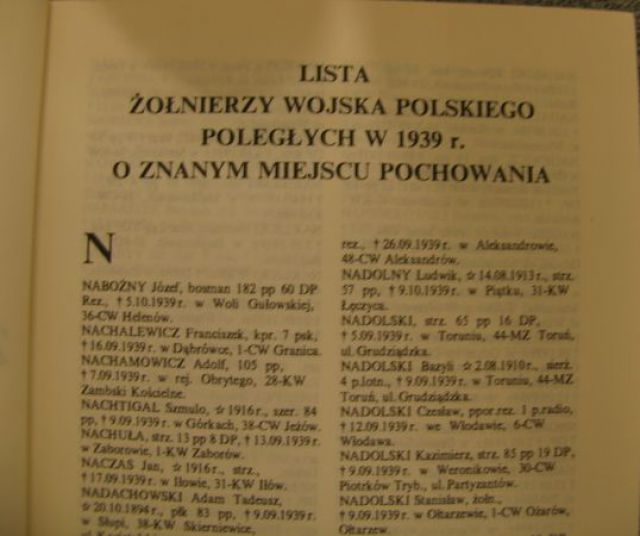 LISTA
ŻOŁNIERZY WOJSKA POLSKIEGO
POLEGŁYCH W 1939 r.
O ZNANYM MIEJSCU POCHOWANIA
N
NABOŻNY Józef, bosman 182 pp 60 DP
Rez., † 5.10.1939 r. w Woli Gułowskiej,
36-CW Helenów.
NACHALEWICZ Franciszek, kpr. 7 psk,
† 16.09.1939 r. w Dąbrówce, 1-CW Granica.
NACHAMOWICZ Adolf, 105 pp,
† 7.09.1939 r. w rej. Obrytego, 28-KW
Zambski Kościelne.
NACHTIGAL Szmulo, ☆ 1916 r., szer. 84
pp, † 9.09.1939 r. w Górkach, 38-CW Jeżów.
NACHUŁA, strz. 13 pp 8 DP, † 13.09.1939 r.
w Zaborowie, 1-KW Zaborów.
NACZAS Jan, ☆ 1916 r., strz.,
† 17.09.1939 r. w Iłowie, 31-KW Iłów.
NADACHOWSKI Adam Tadeusz,
☆ 20.10.1894 r., płk 83 pp, † 9.09.1939 r.
w Słupi, 38-KW Skierniewice,
rez., † 26.09.1939 r. w Aleksandrowie,
48-CW Aleksandrów.
NADOLNY Ludwik, ☆ 14.08.1913 r., strz.
57 pp, † 9.10.1939 r. w Piątku, 31-KW
Łęczyca.
NADOLSKI, strz. 65 pp 16 DP,
† 5.09.1939 r. w Toruniu, 44-MZ Toruń,
ul. Grudziądzka.
NADOLSKI Bazyli ☆ 2.08.1910 r., sierż.
4 p.lotn., † 9.09.1939 r. w Toruniu, 44-MZ
Toruń, ul. Grudziądzka.
NADOLSKI Czesław, ppor.rez. 1 p.radio,
† 12.09.1939 r. we Włodawie, 6-CW
Włodawa.
NADOLSKI Kazimierz, strz. 85 pp 19 DP,
† 9.09.1939 r. w Weronikowie, 30-CW
Piotrków Tryb., ul. Partyzantów.
NADOLSKI Stanisław, żołn.,
† 9.09.1939 r. w Ołtarzewie, 1-CW Ożarów,
Ołtarzew.